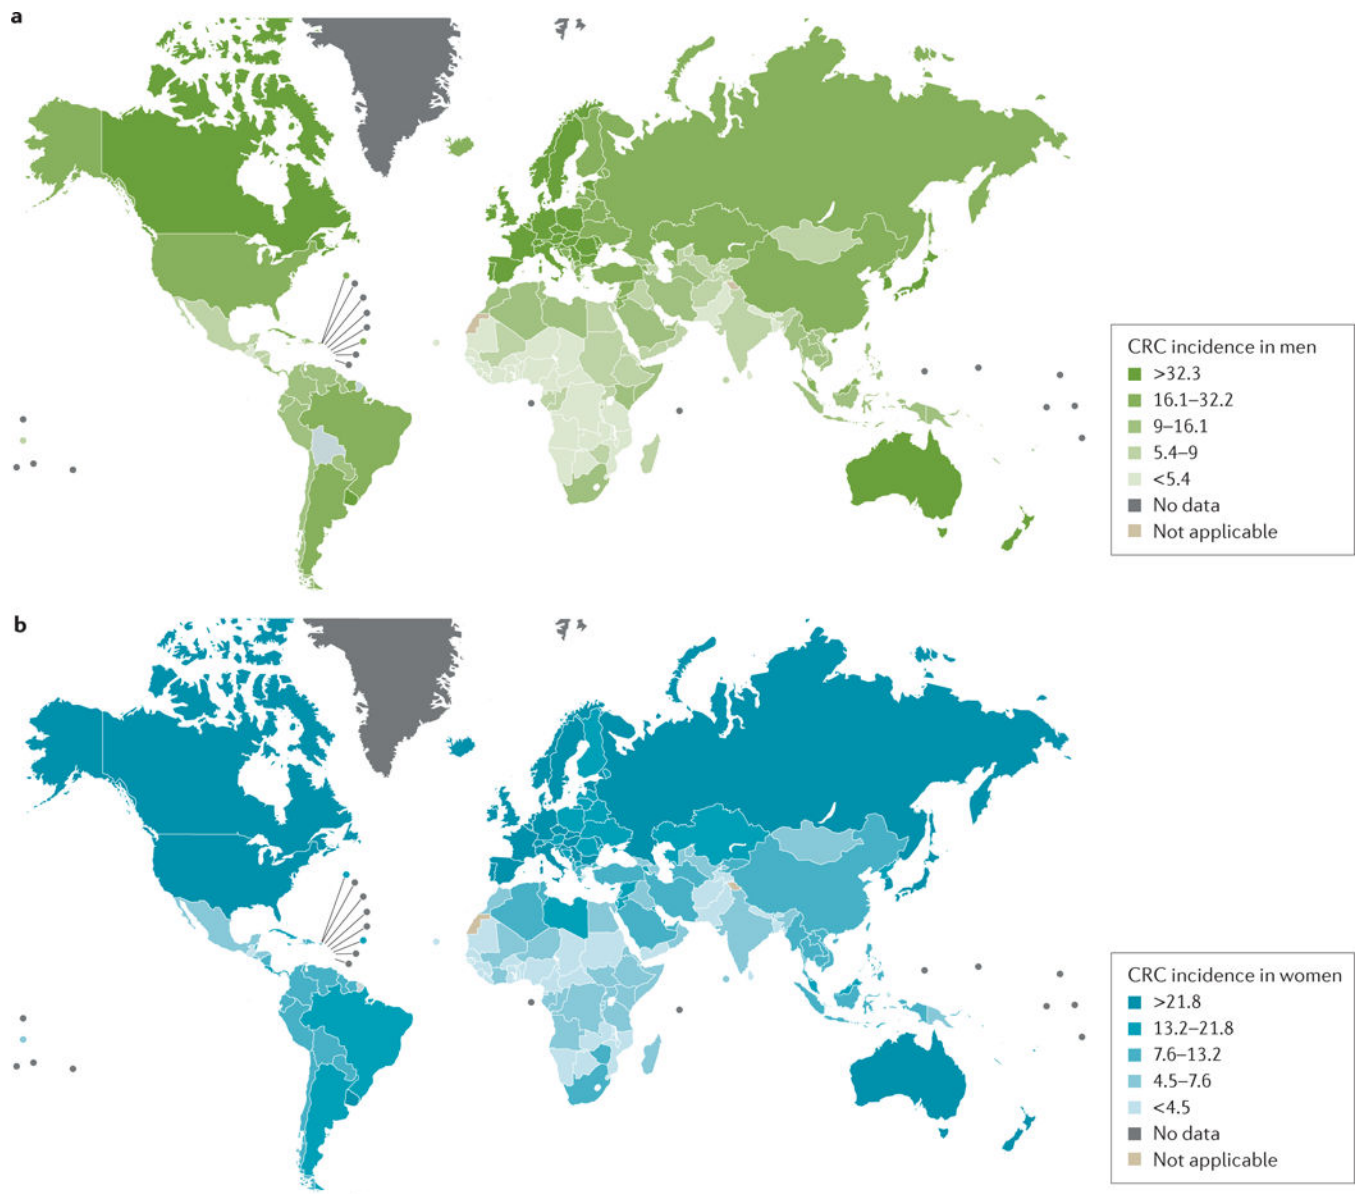 a
CRC incidence in men
>32.3
16.1–32.2
9–16.1
5.4–9
<5.4
No data
Not applicable
b
CRC incidence in women
>21.8
13.2–21.8
7.6–13.2
4.5–7.6
<4.5
No data
Not applicable